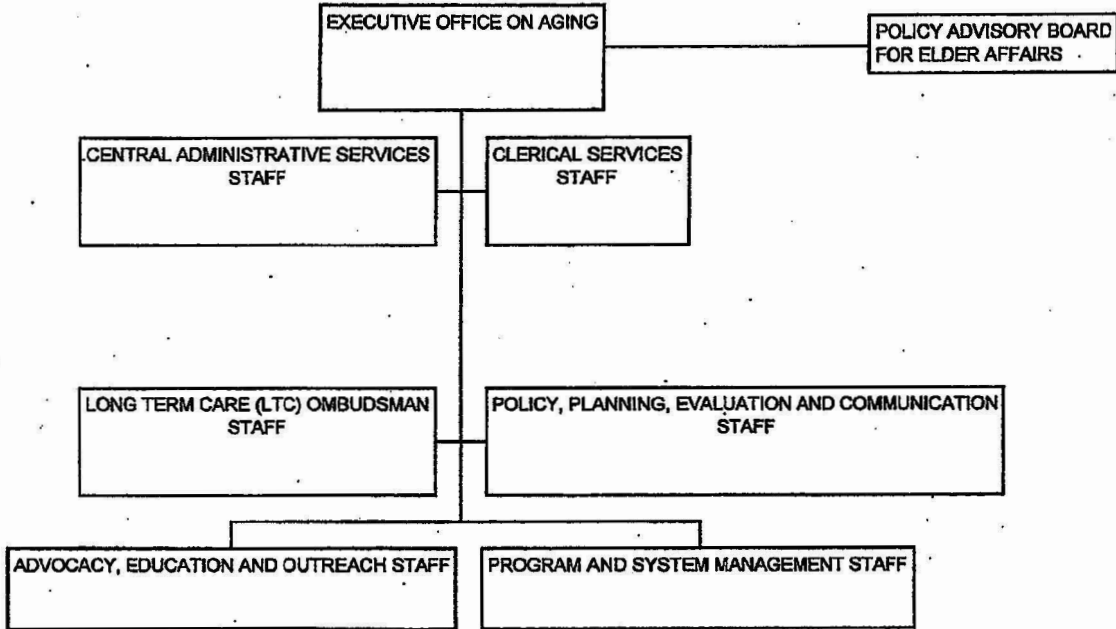 EXECUTIVE OFFICE ON AGING
POLICY ADVISORY BOARD
FOR ELDER AFFAIRS
CENTRAL ADMINISTRATIVE SERVICES
STAFF
CLERICAL SERVICES
STAFF
LONG TERM CARE (LTC) OMBUDSMAN
STAFF
POLICY, PLANNING, EVALUATION AND COMMUNICATION
STAFF
ADVOCACY, EDUCATION AND OUTREACH STAFF
PROGRAM AND SYSTEM MANAGEMENT STAFF